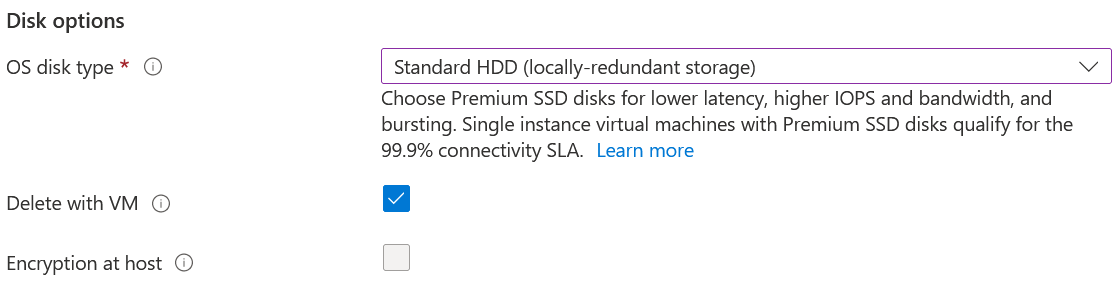 Disk options
OS disk type *
Standard HDD (locally-redundant storage)
Choose Premium SSD disks for lower latency, higher IOPS and bandwidth, and
bursting. Single instance virtual machines with Premium SSD disks qualify for the
99.9% connectivity SLA. Learn more
Delete with VM
Encryption at host